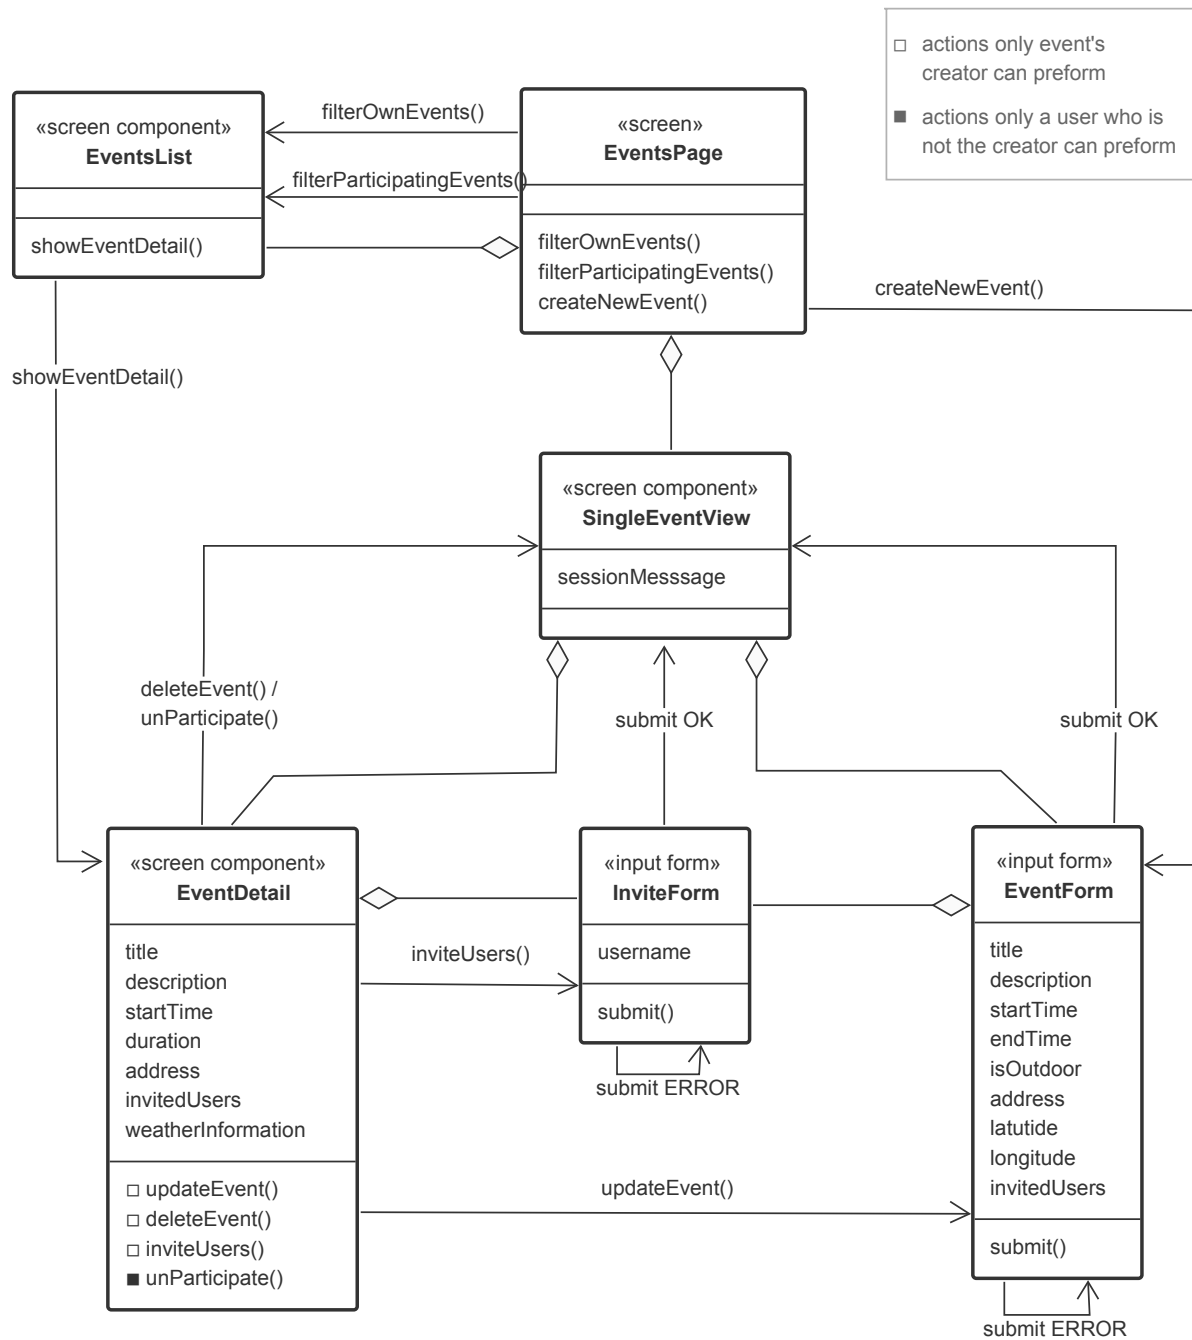 □ actions only event's
creator can preform
■ actions only a user who is
not the creator can preform
«screen component»
EventsList
showEventDetail()
filterOwnEvents()
filterParticipatingEvents()
«screen»
EventsPage
filterOwnEvents()
filterParticipatingEvents()
createNewEvent()
createNewEvent()
showEventDetail()
«screen component»
SingleEventView
sessionMesssage
deleteEvent() /
unParticipate()
submit OK
submit OK
«screen component»
EventDetail
title
description
startTime
duration
address
invitedUsers
weatherInformation
□ updateEvent()
□ deleteEvent()
□ inviteUsers()
■ unParticipate()
inviteUsers()
«input form»
InviteForm
username
submit()
submit ERROR
updateEvent()
«input form»
EventForm
title
description
startTime
endTime
isOutdoor
address
latutide
longitude
invitedUsers
submit()
submit ERROR